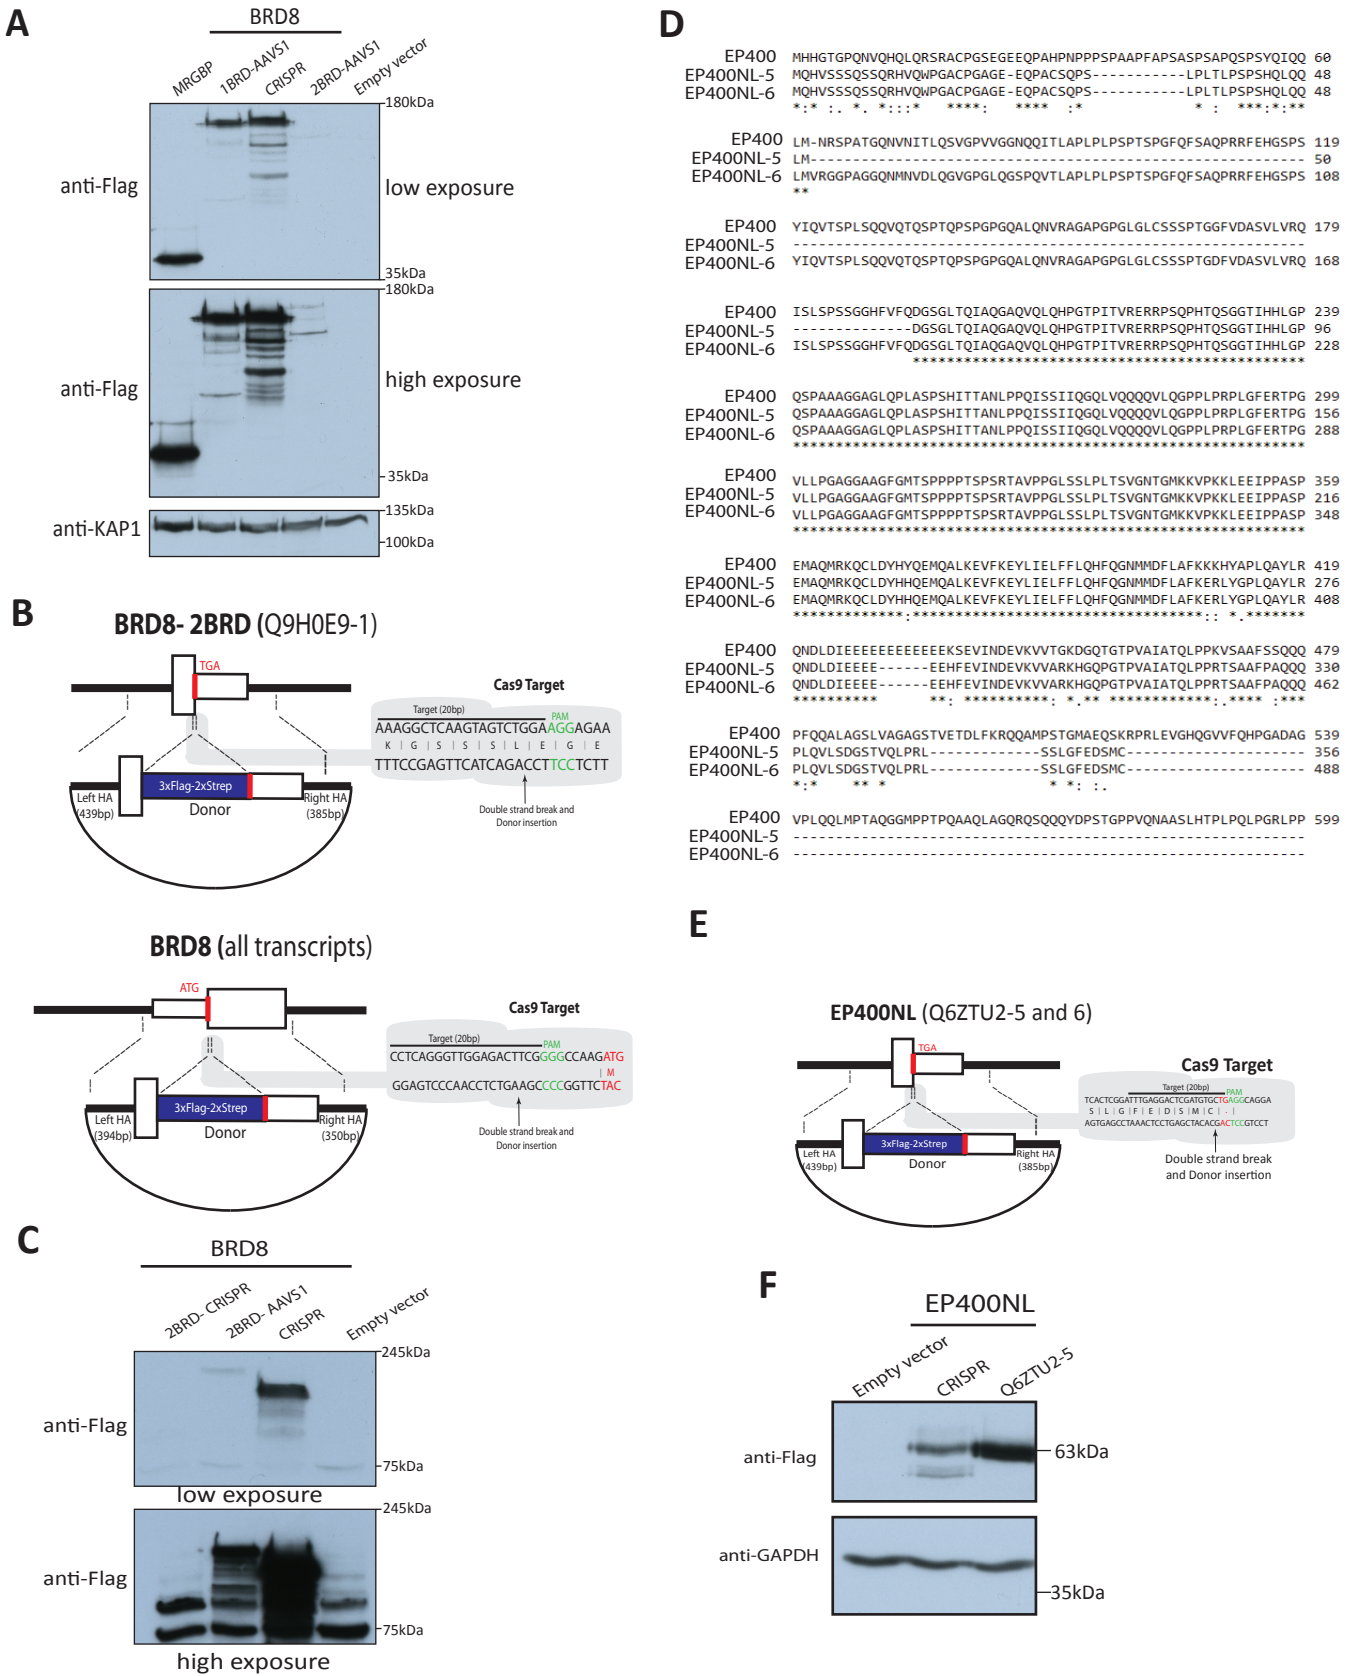 A
BRD8
MRGBP
1BRD-AAVS1
CRISPR
2BRD-AAVS1
Empty vector
180kDa
anti-Flag
low exposure
35kDa
180kDa
anti-Flag
high exposure
35kDa
anti-KAP1
135kDa
100kDa
B
BRD8- 2BRD (Q9H0E9-1)
TGA
Cas9 Target
Target (20bp)
PAM
AAAGGCTCAAGTAGTCTGGAAGGAGAA
K | G | S | S | S | L | E | G | E
TTTCCGAGTTCATCAGACCTTCCTCTT
Double strand break and
Donor insertion
3xFlag-2xStrep
Donor
Left HA
(439bp)
Right HA
(385bp)
BRD8 (all transcripts)
ATG
Cas9 Target
Target (20bp)
PAM
CCTCAGGGTTGGAGACTTCGGGGCCAAGATG
| M
GGAGTCCCAACCTCTGAAGCCCCGGTTCTAC
Double strand break and
Donor insertion
3xFlag-2xStrep
Donor
Left HA
(394bp)
Right HA
(350bp)
C
BRD8
2BRD- CRISPR
2BRD- AAVS1
CRISPR
Empty vector
245kDa
anti-Flag
75kDa
low exposure
245kDa
anti-Flag
75kDa
high exposure
D
EP400 MHHGTGPQNVQHQLQRSRACPGSEGEEQPAHPNPPPSPAAPFAPSASPSAPQSPSYQIQQ 60
EP400NL-5 MQHVSSSQSSQRHVQWPGACPGAGE-EQPACSQPS-----------LPLTLPSPSHQLQQ 48
EP400NL-6 MQHVSSSQSSQRHVQWPGACPGAGE-EQPACSQPS-----------LPLTLPSPSHQLQQ 48
*:* :. *. *:::* ****: **** :* * : ***:*:**
EP400 LM-NRSPATGQNVNITLQSVGPVVGGNQQITLAPLPLPSPTSPGFQFSAQPRRFEHGSPS 119
EP400NL-5 LM---------------------------------------------------------- 50
EP400NL-6 LMVRGGPAGGQNMNVDLQGVGPGLQGSPQVTLAPLPLPSPTSPGFQFSAQPRRFEHGSPS 108
**
EP400 YIQVTSPLSQQVQTQSPTQPSPGPGQALQNVRAGAPGPGLGLCSSSPTGGFVDASVLVRQ 179
EP400NL-5 ------------------------------------------------------------
EP400NL-6 YIQVTSPLSQQVQTQSPTQPSPGPGQALQNVRAGAPGPGLGLCSSSPTGDFVDASVLVRQ 168
EP400 ISLSPSSGGHFVFQDGSGLTQIAQGAQVQLQHPGTPITVRERRPSQPHTQSGGTIHHLGP 239
EP400NL-5 --------------DGSGLTQIAQGAQVQLQHPGTPITVRERRPSQPHTQSGGTIHHLGP 96
EP400NL-6 ISLSPSSGGHFVFQDGSGLTQIAQGAQVQLQHPGTPITVRERRPSQPHTQSGGTIHHLGP 228
**********************************************
EP400 QSPAAAGGAGLQPLASPSHITTANLPPQISSIIQGQLVQQQQVLQGPPLPRPLGFERTPG 299
EP400NL-5 QSPAAAGGAGLQPLASPSHITTANLPPQISSIIQGQLVQQQQVLQGPPLPRPLGFERTPG 156
EP400NL-6 QSPAAAGGAGLQPLASPSHITTANLPPQISSIIQGQLVQQQQVLQGPPLPRPLGFERTPG 288
************************************************************
EP400 VLLPGAGGAAGFGMTSPPPPTSPSRTAVPPGLSSLPLTSVGNTGMKKVPKKLEEIPPASP 359
EP400NL-5 VLLPGAGGAAGFGMTSPPPPTSPSRTAVPPGLSSLPLTSVGNTGMKKVPKKLEEIPPASP 216
EP400NL-6 VLLPGAGGAAGFGMTSPPPPTSPSRTAVPPGLSSLPLTSVGNTGMKKVPKKLEEIPPASP 348
************************************************************
EP400 EMAQMRKQCLDYHYQEMQALKEVFKEYLIELFFLQHFQGNMMDFLAFKKKHYAPLQAYLR 419
EP400NL-5 EMAQMRKQCLDYHHQEMQALKEVFKEYLIELFFLQHFQGNMMDFLAFKERLYGPLQAYLR 276
EP400NL-6 EMAQMRKQCLDYHHQEMQALKEVFKEYLIELFFLQHFQGNMMDFLAFKERLYGPLQAYLR 408
*************:**********************************:: *.*******
EP400 QNDLDIEEEEEEEEEEEEKSEVINDEVKVVTGKDGQTGTPVAIATQLPPKVSAAFSSQQQ 479
EP400NL-5 QNDLDIEEEE------EEHFEVINDEVKVVARKHGQPGTPVAIATQLPPRTSAAFPAQQQ 330
EP400NL-6 QNDLDIEEEE------EEHFEVINDEVKVVARKHGQPGTPVAIATQLPPRTSAAFPAQQQ 462
********** **: **********: *.** ************:.****.:***
EP400 PFQQALAGSLVAGAGSTVETDLFKRQQAMPSTGMAEQSKRPRLEVGHQGVVFQHPGADAG 539
EP400NL-5 PLQVLSDGSTVQLPRL-------------SSLGFEDSMC--------------------- 356
EP400NL-6 PLQVLSDGSTVQLPRL-------------SSLGFEDSMC--------------------- 488
*:* ** * * *: :.
EP400 VPLQQLMPTAQGGMPPTPQAAQLAGQRQSQQQYDPSTGPPVQNAASLHTPLPQLPGRLPP 599
EP400NL-5 ------------------------------------------------------------
EP400NL-6 ------------------------------------------------------------
E
EP400NL (Q6ZTU2-5 and 6)
TGA
Cas9 Target
Target (20bp)
PAM
TCACTCGGATTTGAGGACTCGATGTGCTGAGGCAGGA
S | L | G | F | E | D | S | M | C | . |
AGTGAGCCTAAACTCCTGAGCTACACGACTCCGTCCT
Double strand break
and Donor insertion
3xFlag-2xStrep
Donor
Left HA
(439bp)
Right HA
(385bp)
F
EP400NL
Empty vector
CRISPR
Q6ZTU2-5
anti-Flag
63kDa
anti-GAPDH
35kDa